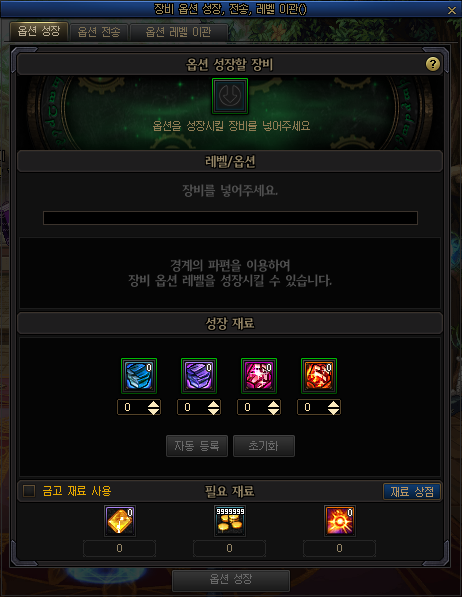 장비 옵션 성장, 전송, 레벨 이관()
옵션 성장 옵션 전송 옵션 레벨 이관
옵션 성장할 장비
?
옵션을 성장시킬 장비를 넣어주세요
레벨/옵션
장비를 넣어주세요.
경계의 파편을 이용하여
장비 옵션 레벨을 성장시킬 수 있습니다.
성장 재료
0 0 0 0
0 0 0 0
자동 등록 초기화
금고 재료 사용 필요 재료 재료 상점
0 9999999 0
0 0 0
옵션 성장